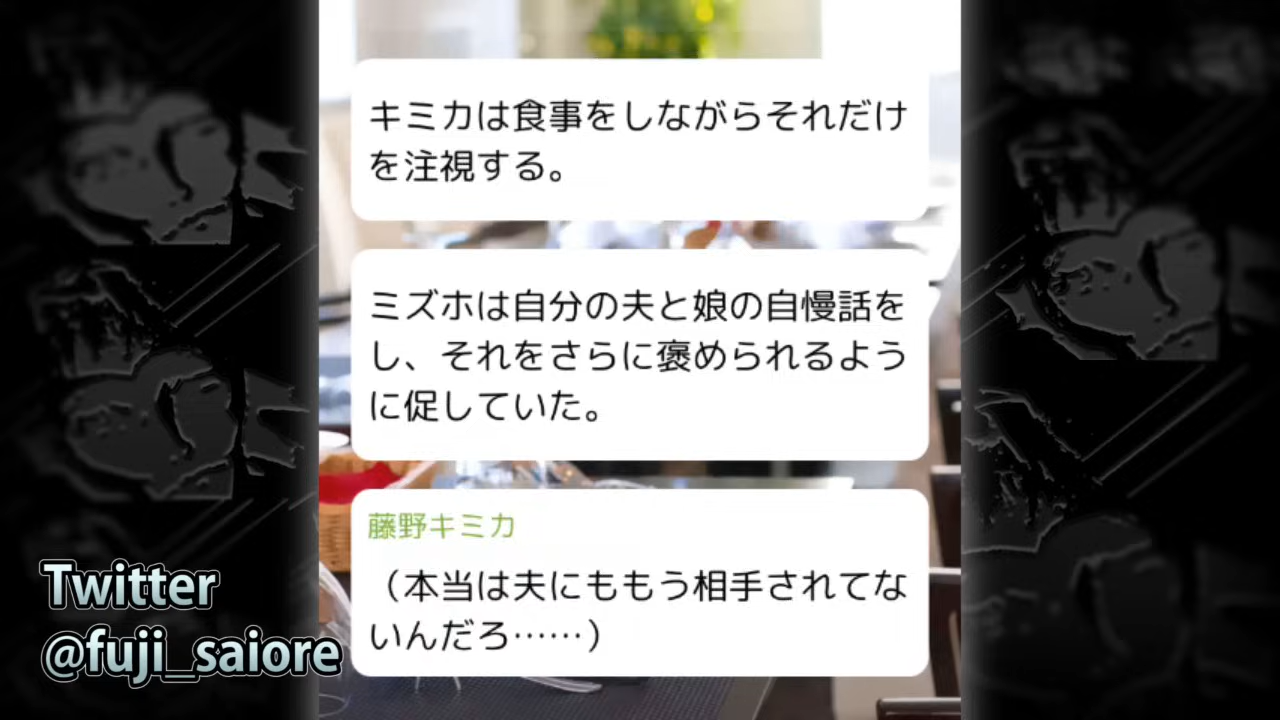 キミカは食事をしながらそれだけ
を注視する。
ミズホは自分の夫と娘の自慢話を
し、それをさらに褒められるよう
に促していた。
藤野キミカ
（本当は夫にももう相手されてな
いんだろ……）
Twitter
@fuji_saiore